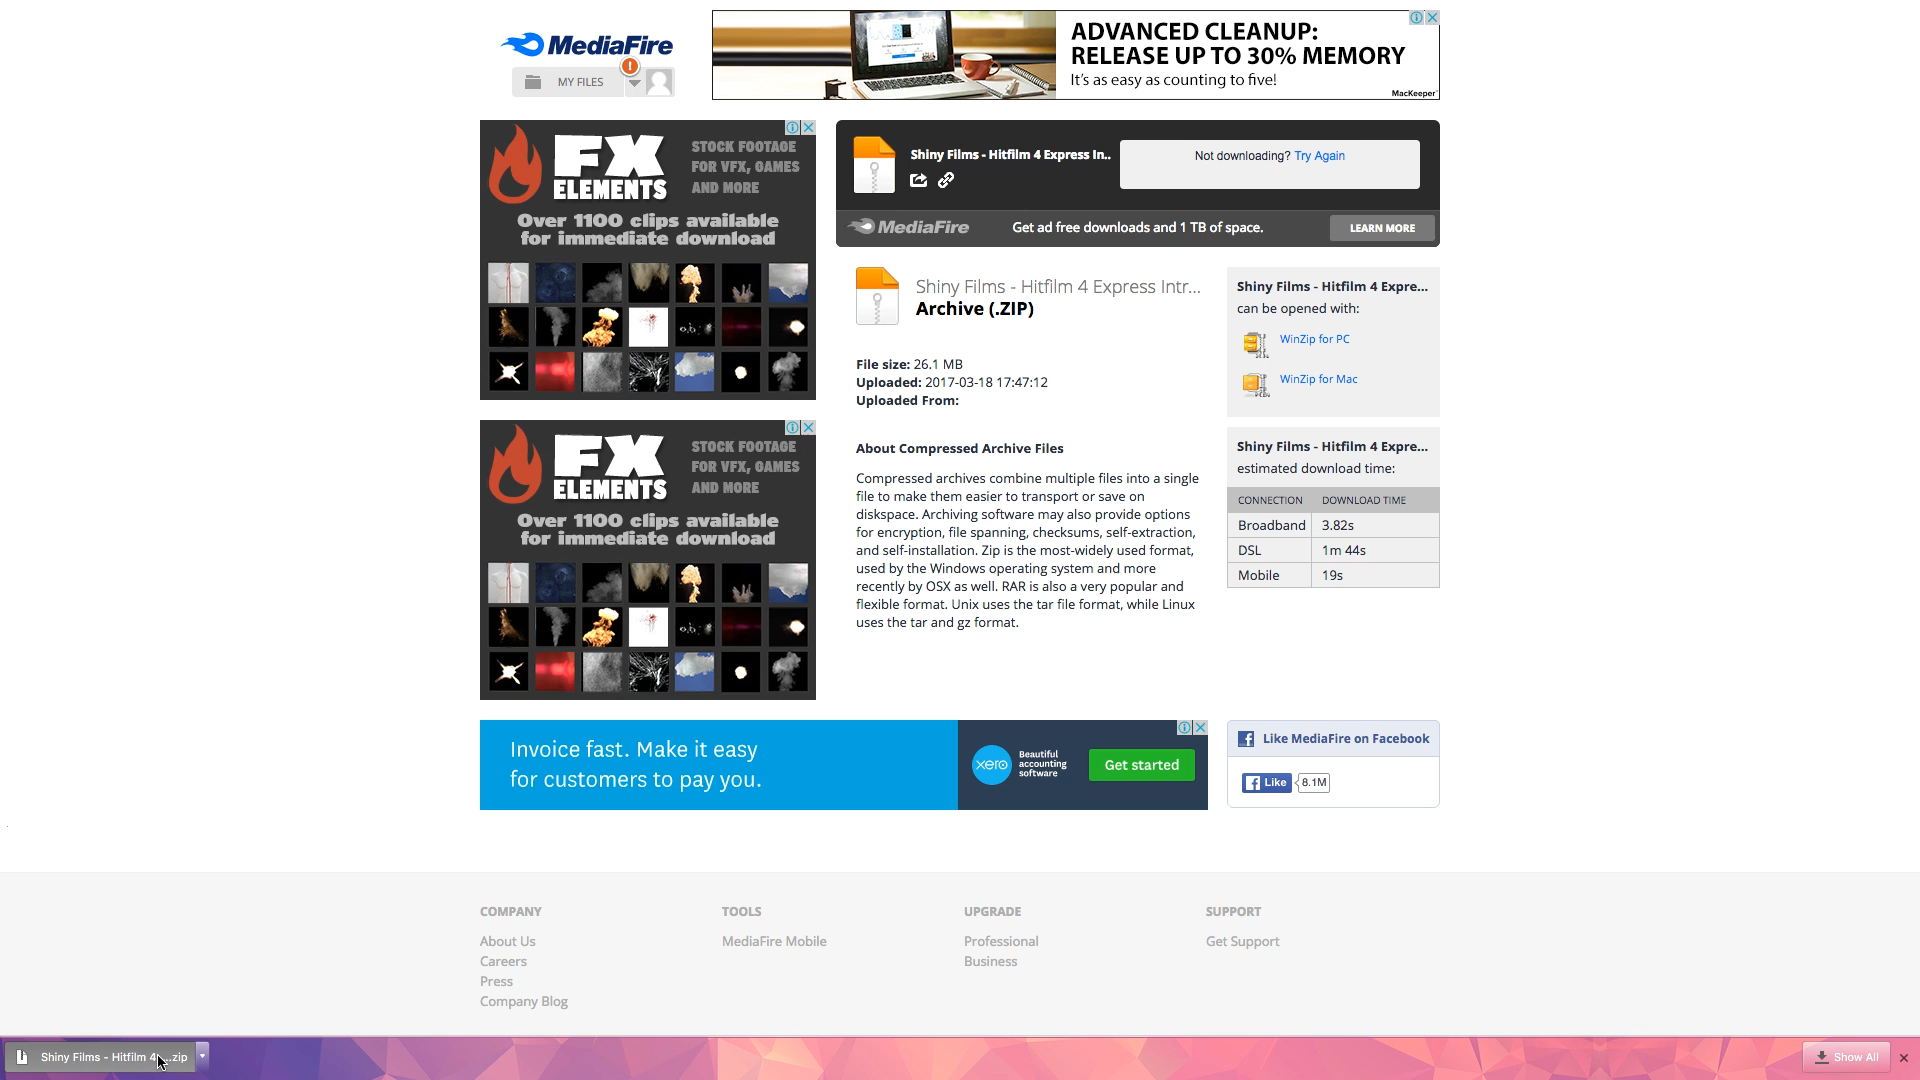 MediaFire
MY FILES
ADVANCED CLEANUP:
RELEASE UP TO 30% MEMORY
It's as easy as counting to five!
MacKeeper
FX
ELEMENTS
STOCK FOOTAGE
FOR VFX, GAMES
AND MORE
Over 1100 clips available
for immediate download
Shiny Films - Hitfilm 4 Express In..
Not downloading? Try Again
MediaFire
Get ad free downloads and 1 TB of space.
LEARN MORE
Shiny Films - Hitfilm 4 Express Intr...
Archive (.ZIP)
File size: 26.1 MB
Uploaded: 2017-03-18 17:47:12
Uploaded From:
About Compressed Archive Files
Compressed archives combine multiple files into a single
file to make them easier to transport or save on
diskspace. Archiving software may also provide options
for encryption, file spanning, checksums, self-extraction,
and self-installation. Zip is the most-widely used format,
used by the Windows operating system and more
recently by OSX as well. RAR is also a very popular and
flexible format. Unix uses the tar file format, while Linux
uses the tar and gz format.
Shiny Films - Hitfilm 4 Expre...
can be opened with:
WinZip for PC
WinZip for Mac
Shiny Films - Hitfilm 4 Expre...
estimated download time:
CONNECTION DOWNLOAD TIME
Broadband 3.82s
DSL 1m 44s
Mobile 19s
FX
ELEMENTS
STOCK FOOTAGE
FOR VFX, GAMES
AND MORE
Over 1100 clips available
for immediate download
Invoice fast. Make it easy
for customers to pay you.
xero
Beautiful
accounting
software
Get started
Like MediaFire on Facebook
Like 8.1M
COMPANY
About Us
Careers
Press
Company Blog
TOOLS
MediaFire Mobile
UPGRADE
Professional
Business
SUPPORT
Get Support
Shiny Films - Hitfilm 4 ....zip
Show All